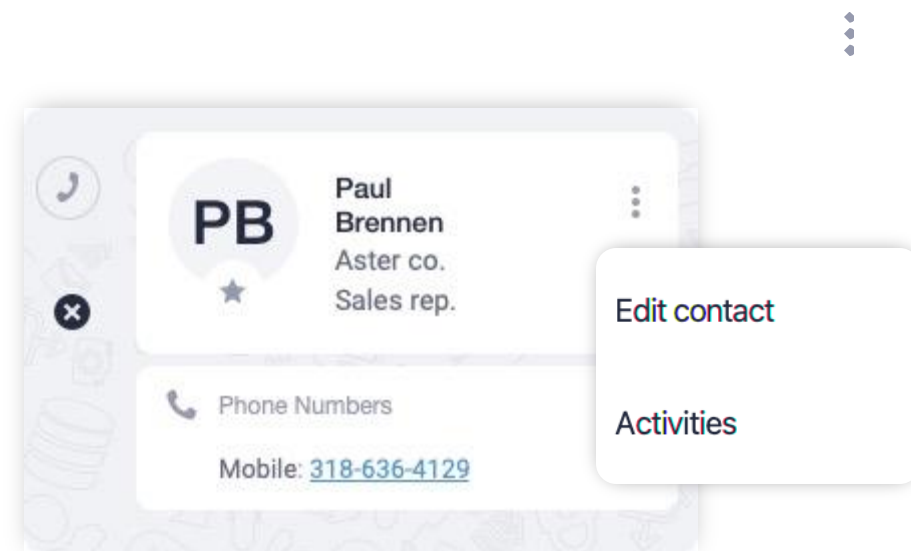 PB
Paul
Brennen
Aster co.
Sales rep.
Edit contact
Phone Numbers
Activities
Mobile: 318-636-4129